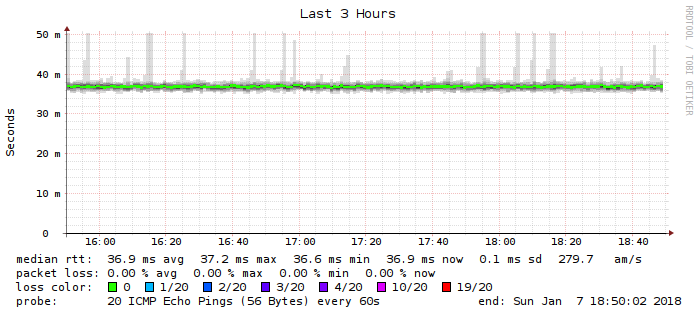 Last 3 Hours
RRDTOOL / TOBI OETIKER
Seconds
50 m
40 m
30 m
20 m
10 m
0
16:00 16:20 16:40 17:00 17:20 17:40 18:00 18:20 18:40
median rtt: 36.9 ms avg 37.2 ms max 36.6 ms min 36.9 ms now 0.1 ms sd 279.7 am/s
packet loss: 0.00 % avg 0.00 % max 0.00 % min 0.00 % now
loss color: 0 1/20 2/20 3/20 4/20 10/20 19/20
probe: 20 ICMP Echo Pings (56 Bytes) every 60s end: Sun Jan 7 18:50:02 2018